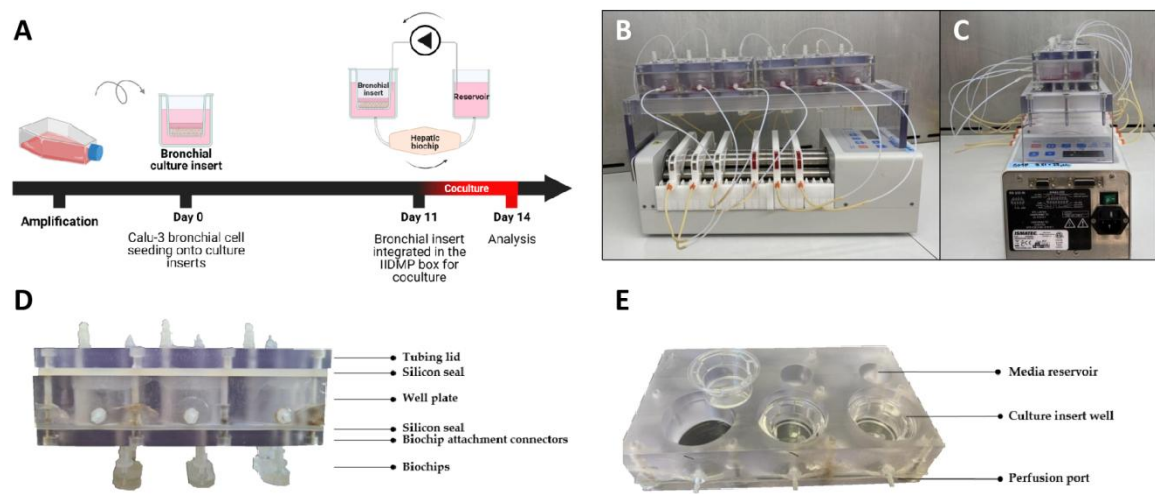 A
Bronchial
insert
Reservoir
Hepatic
biochip
Bronchial
culture insert
Coculture
Amplification
Day 0
Calu-3 bronchial cell
seeding onto culture
inserts
Day 11
Bronchial insert
integrated in the
IIDMP box for
coculture
Day 14
Analysis
B
C
ISMATEC
D
Tubing lid
Silicon seal
Well plate
Silicon seal
Biochip attachment connectors
Biochips
E
Media reservoir
Culture insert well
Perfusion port